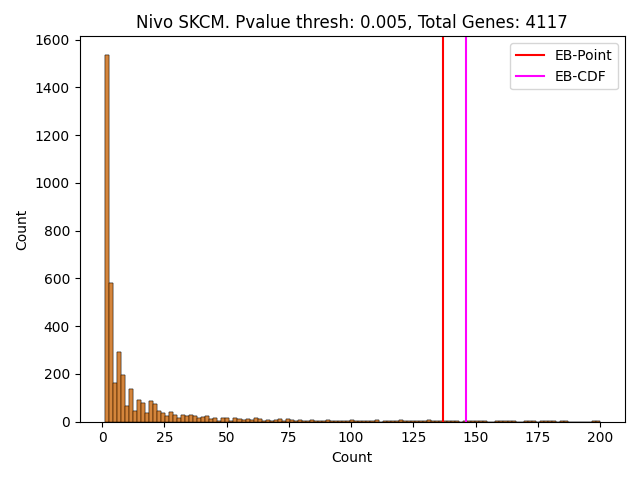 Nivo SKCM. Pvalue thresh: 0.005, Total Genes: 4117
EB-Point
EB-CDF
1600
1400
1200
1000
800
600
400
200
0
Count
0 25 50 75 100 125 150 175 200
Count